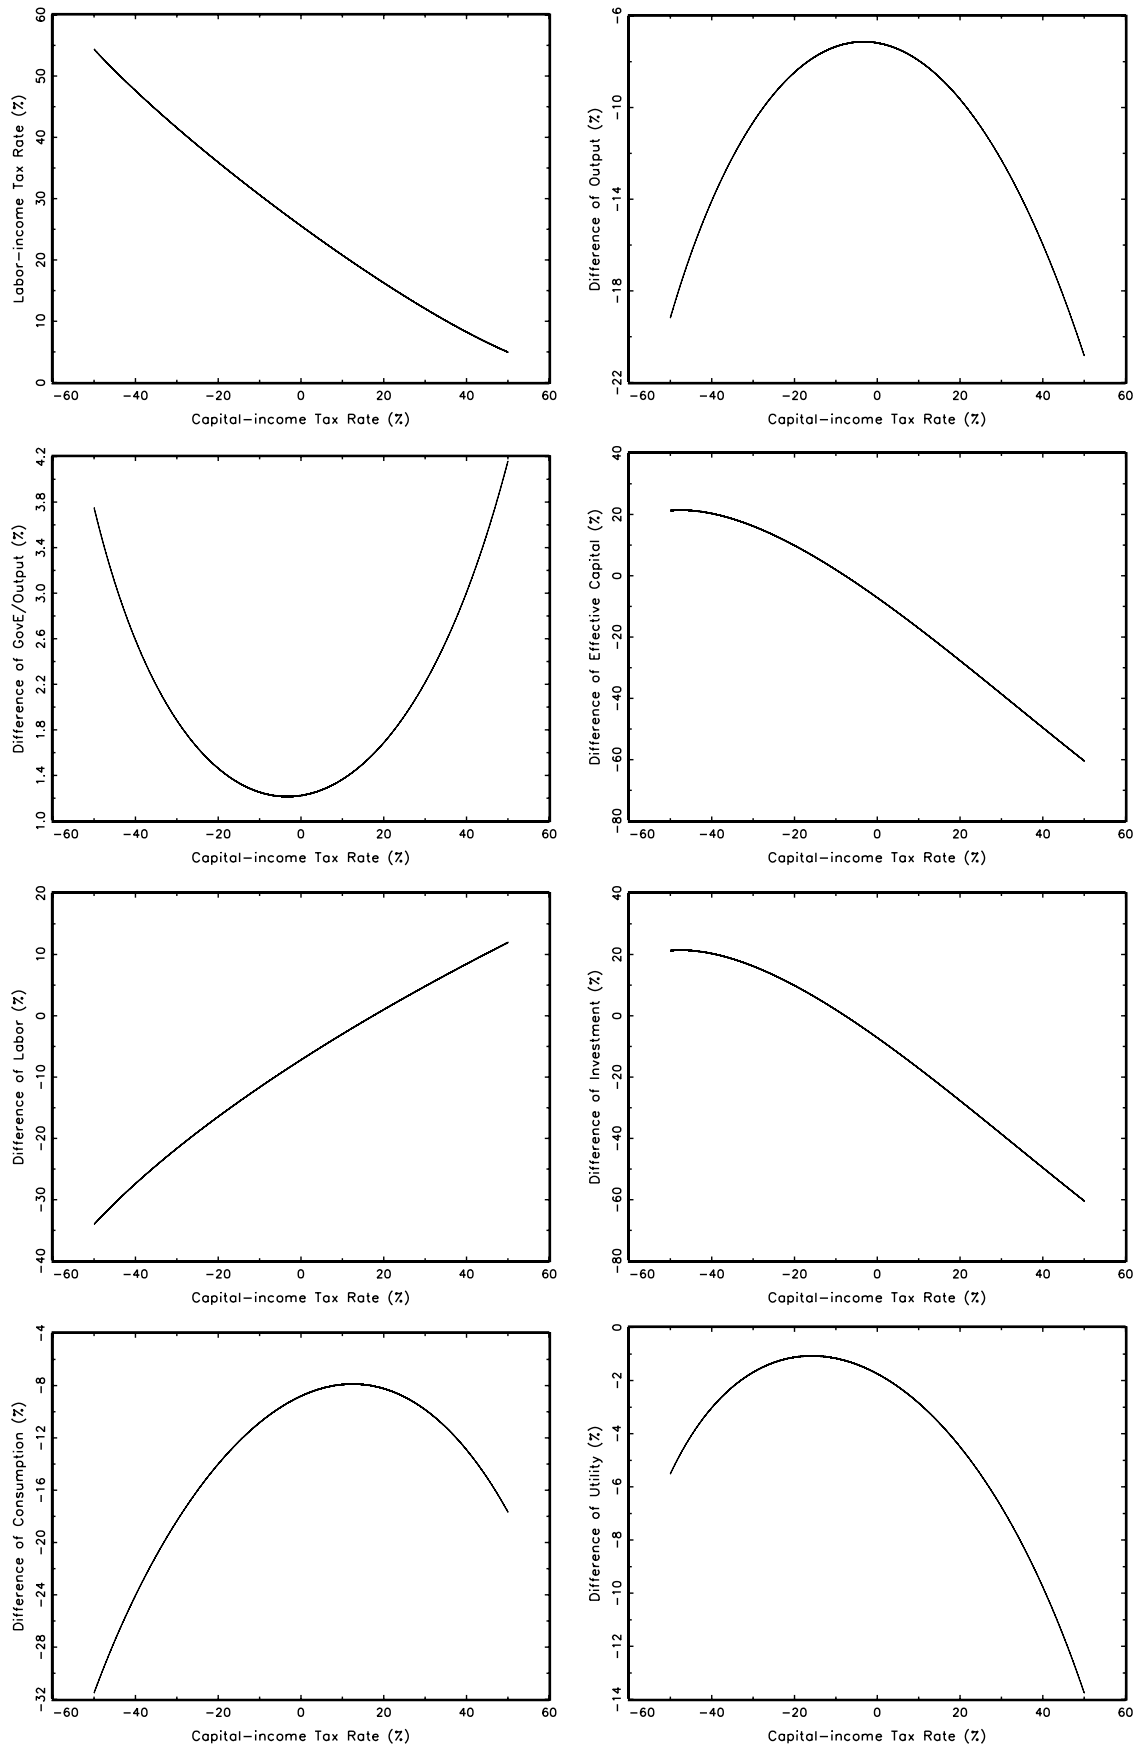 Labor-income Tax Rate (%)
60
50
40
30
20
10
0
-60 -40 -20 0 20 40 60
Capital-income Tax Rate (%)
Difference of Output (%)
-6
-10
-14
-18
-22
-60 -40 -20 0 20 40 60
Capital-income Tax Rate (%)
Difference of GovE/Output (%)
4.2
3.8
3.4
3.0
2.6
2.2
1.8
1.4
1.0
-60 -40 -20 0 20 40 60
Capital-income Tax Rate (%)
Difference of Effective Capital (%)
40
20
0
-20
-40
-60
-80
-60 -40 -20 0 20 40 60
Capital-income Tax Rate (%)
Difference of Labor (%)
20
10
0
-10
-20
-30
-40
-60 -40 -20 0 20 40 60
Capital-income Tax Rate (%)
Difference of Investment (%)
40
20
0
-20
-40
-60
-80
-60 -40 -20 0 20 40 60
Capital-income Tax Rate (%)
Difference of Consumption (%)
-4
-8
-12
-16
-20
-24
-28
-32
-60 -40 -20 0 20 40 60
Capital-income Tax Rate (%)
Difference of Utility (%)
0
-2
-4
-6
-8
-10
-12
-14
-60 -40 -20 0 20 40 60
Capital-income Tax Rate (%)